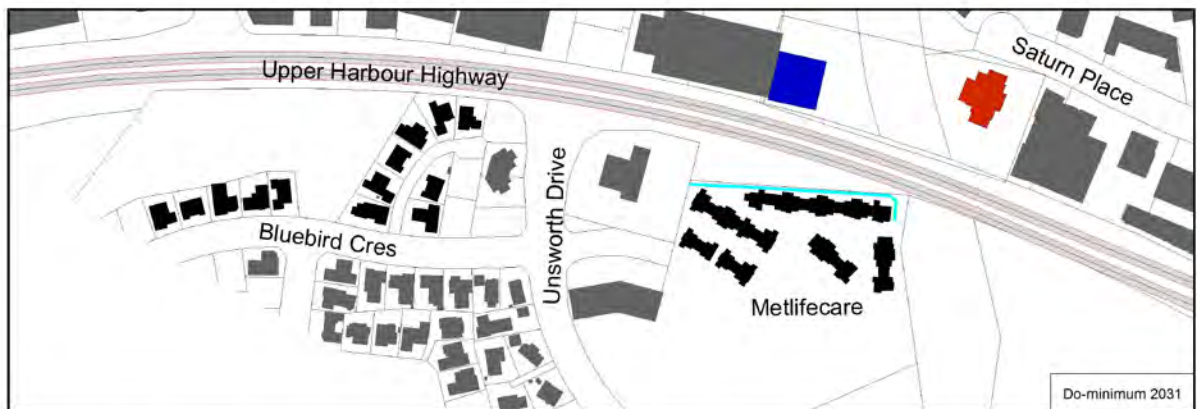 Upper Harbour Highway
Saturn Place
Unsworth Drive
Bluebird Cres
Metlifecare
Do-minimum 2031